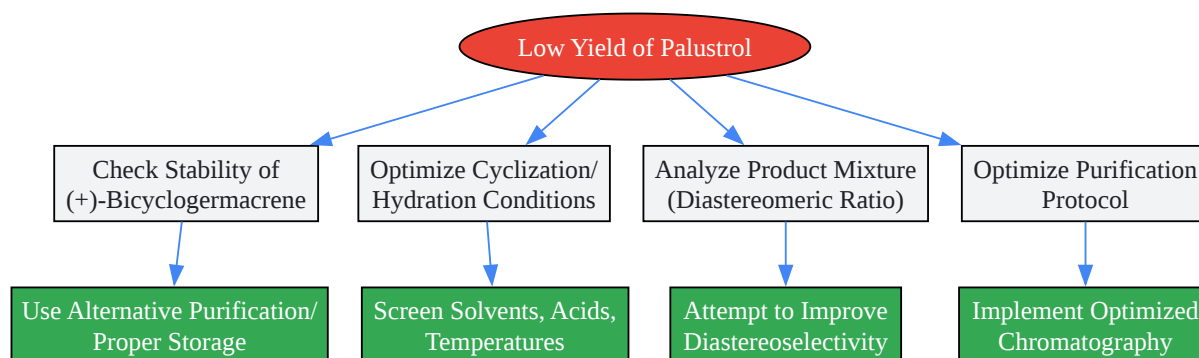 Low Yield of Palustrol
Check Stability of
(+)-Bicyclogermacrene
Optimize Cyclization/
Hydration Conditions
Analyze Product Mixture
(Diastereomeric Ratio)
Optimize Purification
Protocol
Use Alternative Purification/
Proper Storage
Screen Solvents, Acids,
Temperatures
Attempt to Improve
Diastereoselectivity
Implement Optimized
Chromatography